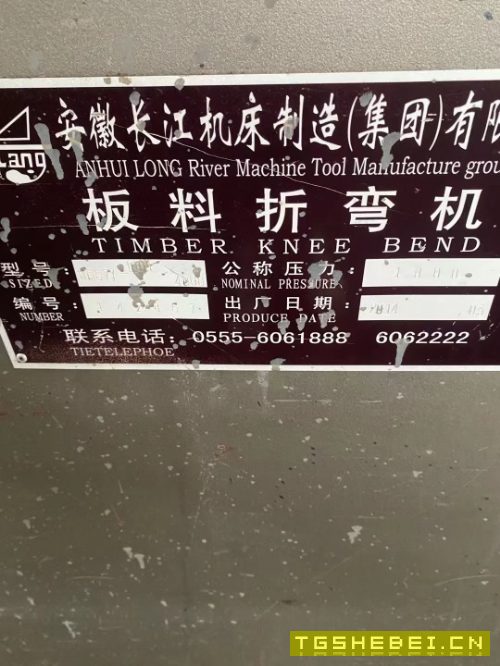 安徽长江机床制造(集团)有
ANHUI LONG River Machine Tool Manufacture grou
板料折弯机
TIMBER KNEE BEND
型号: 公称压力:
SIZED NOMINAL PRESSURE
编号: 出厂日期:
NUMBER PRODUCE DATE
联系电话: 0555-6061888 6062222
TIETELEPHOE
TGSHEBEI.CN